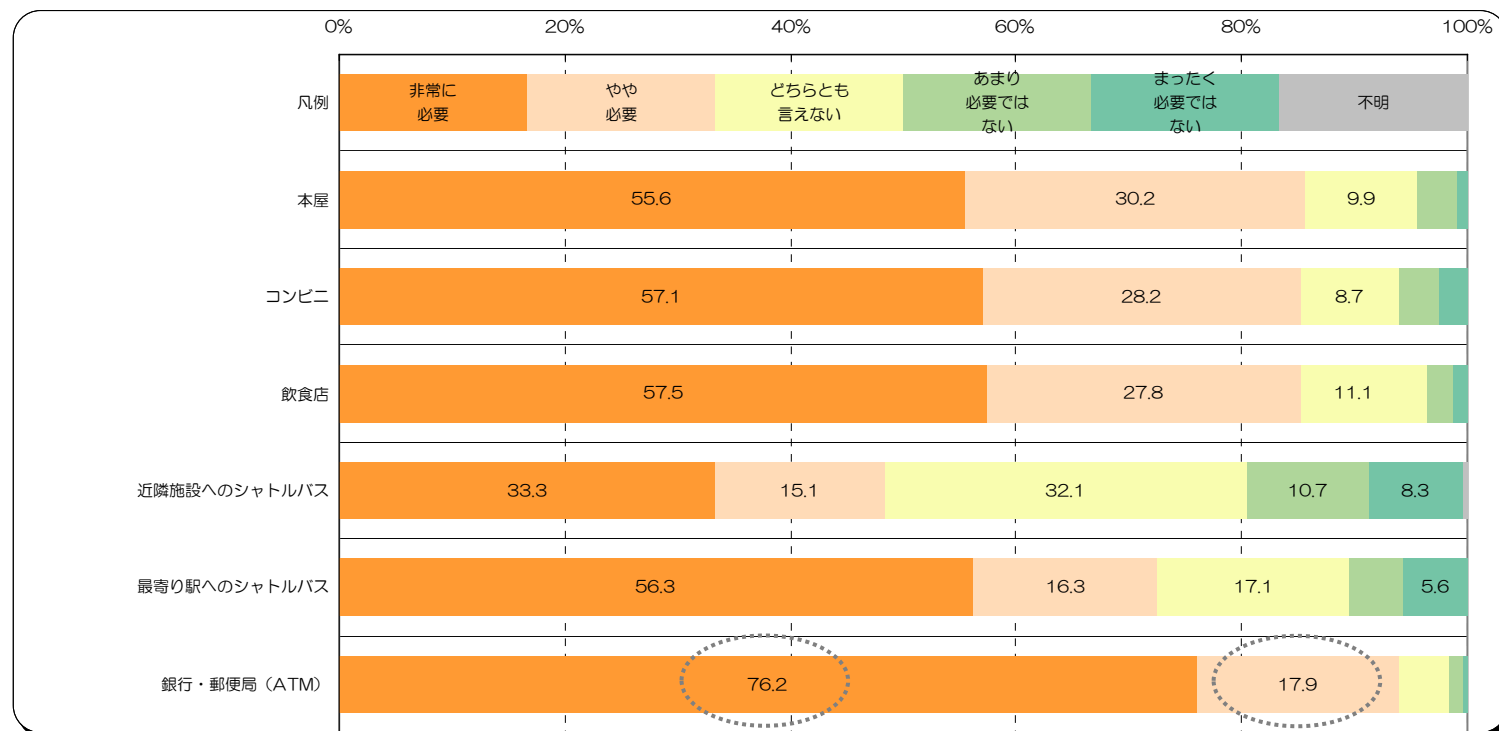 0%
20%
40%
60%
80%
100%
凡例
非常に
必要
やや
必要
どちらとも
言えない
あまり
必要では
ない
まったく
必要では
ない
不明
本屋
55.6
30.2
9.9
コンビニ
57.1
28.2
8.7
飲食店
57.5
27.8
11.1
近隣施設へのシャトルバス
33.3
15.1
32.1
10.7
8.3
最寄り駅へのシャトルバス
56.3
16.3
17.1
5.6
銀行・郵便局（ATM）
76.2
17.9